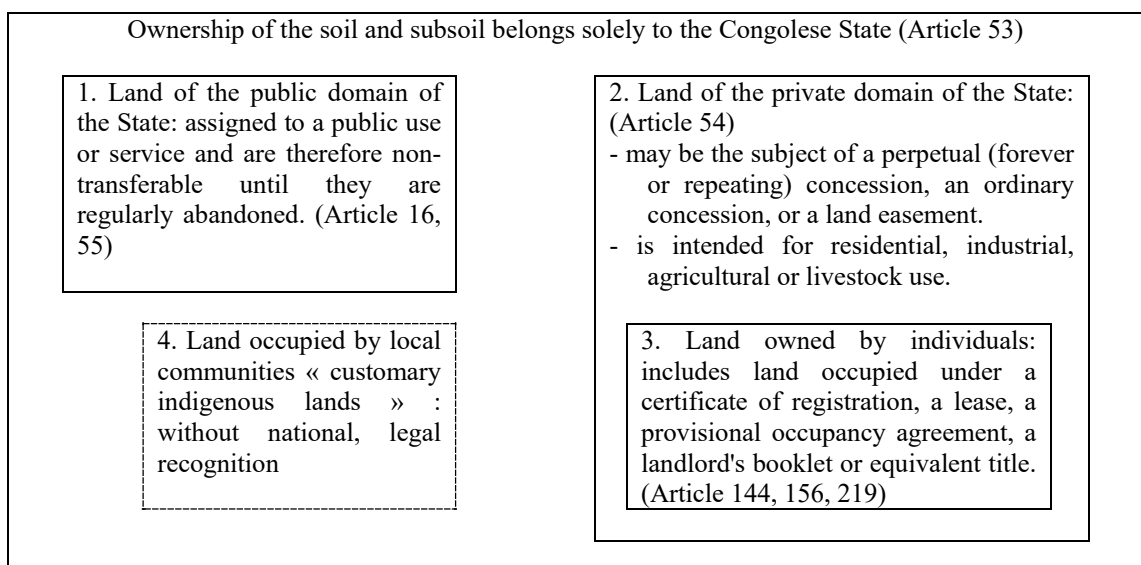 Ownership of the soil and subsoil belongs solely to the Congolese State (Article 53)
1. Land of the public domain of
the State: assigned to a public use
or service and are therefore non-
transferable until they are
regularly abandoned. (Article 16,
55)
2. Land of the private domain of the State:
(Article 54)
- may be the subject of a perpetual (forever
or repeating) concession, an ordinary
concession, or a land easement.
- is intended for residential, industrial,
agricultural or livestock use.
4. Land occupied by local
communities « customary
indigenous lands » :
without national, legal
recognition
3. Land owned by individuals:
includes land occupied under a
certificate of registration, a lease, a
provisional occupancy agreement, a
landlord's booklet or equivalent title.
(Article 144, 156, 219)